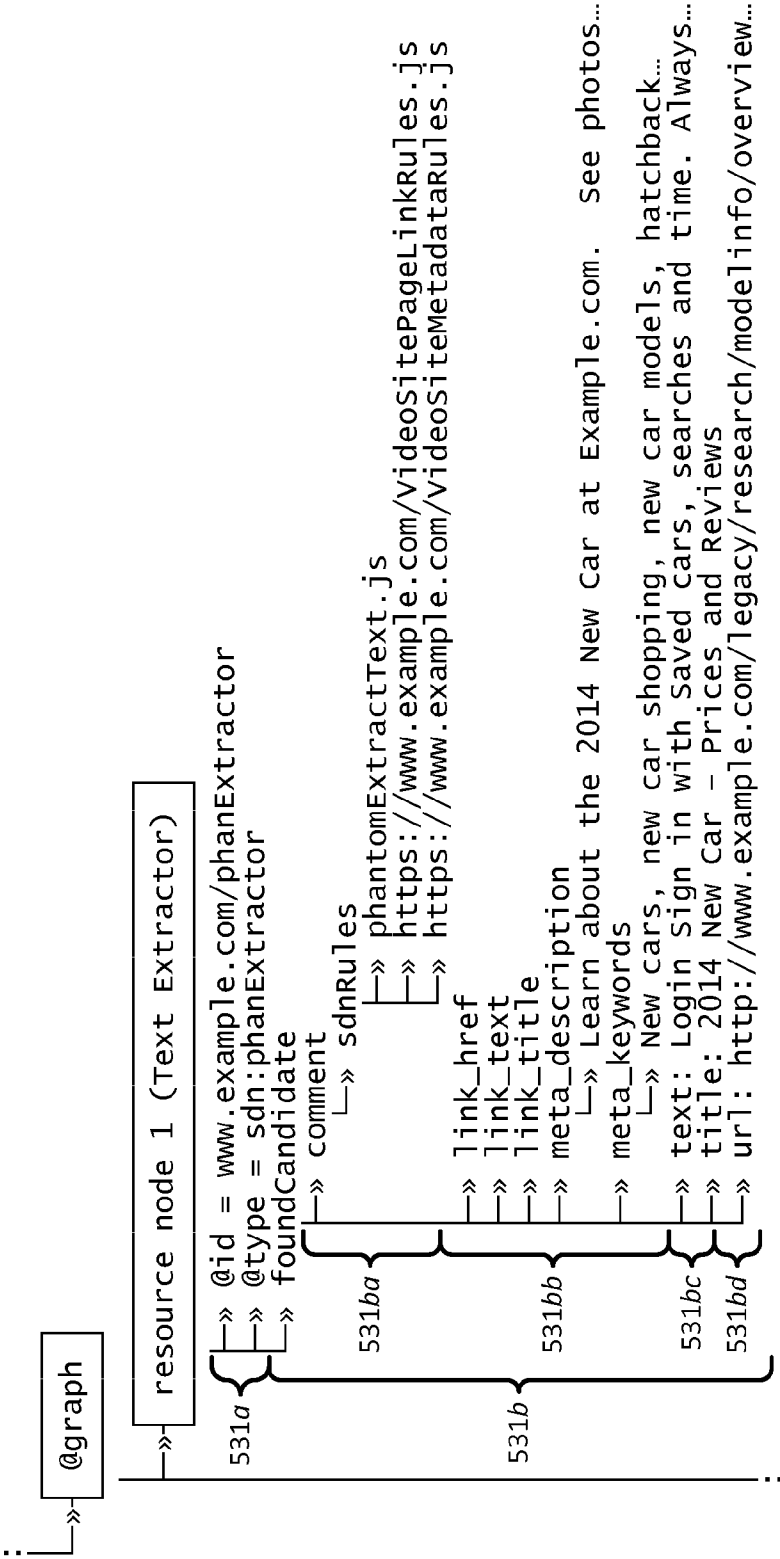 @graph
resource node 1 (Text Extractor)
531a
@id = www.example.com/phanExtractor
@type = sdn:phanExtractor
531b
foundCandidate
531ba
comment
sdnRules
phantomExtractText.js
https://www.example.com/VideoSitePageLinkRules.js
https://www.example.com/VideoSiteMetadataRules.js
531bb
link_href
link_text
link_title
meta_description
Learn about the 2014 New Car at Example.com. See photos…
meta_keywords
New cars, new car shopping, new car models, hatchback…
531bc
text: Login Sign in with Saved cars, searches and time. Always…
title: 2014 New Car – Prices and Reviews
531bd
url: http://www.example.com/legacy/research/modelinfo/overview…